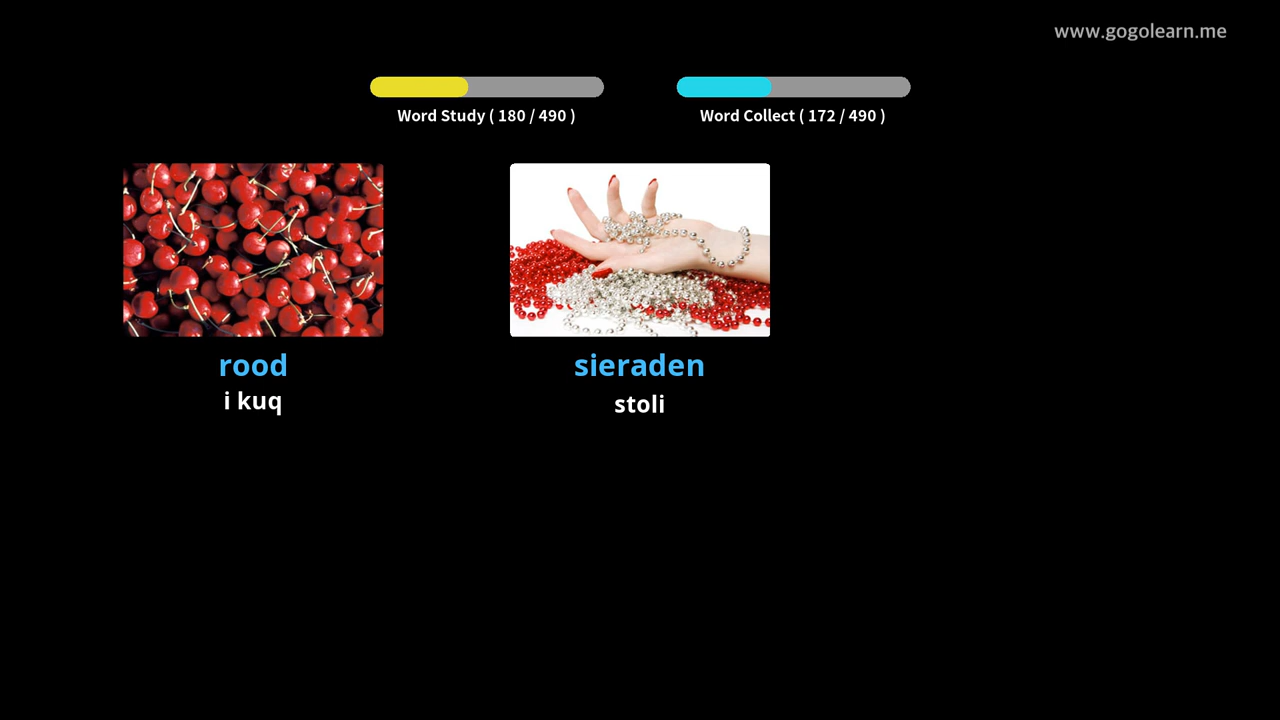 www.gogolearn.me
Word Study ( 180 / 490 )
Word Collect ( 172 / 490 )
rood
i kuq
sieraden
stoli